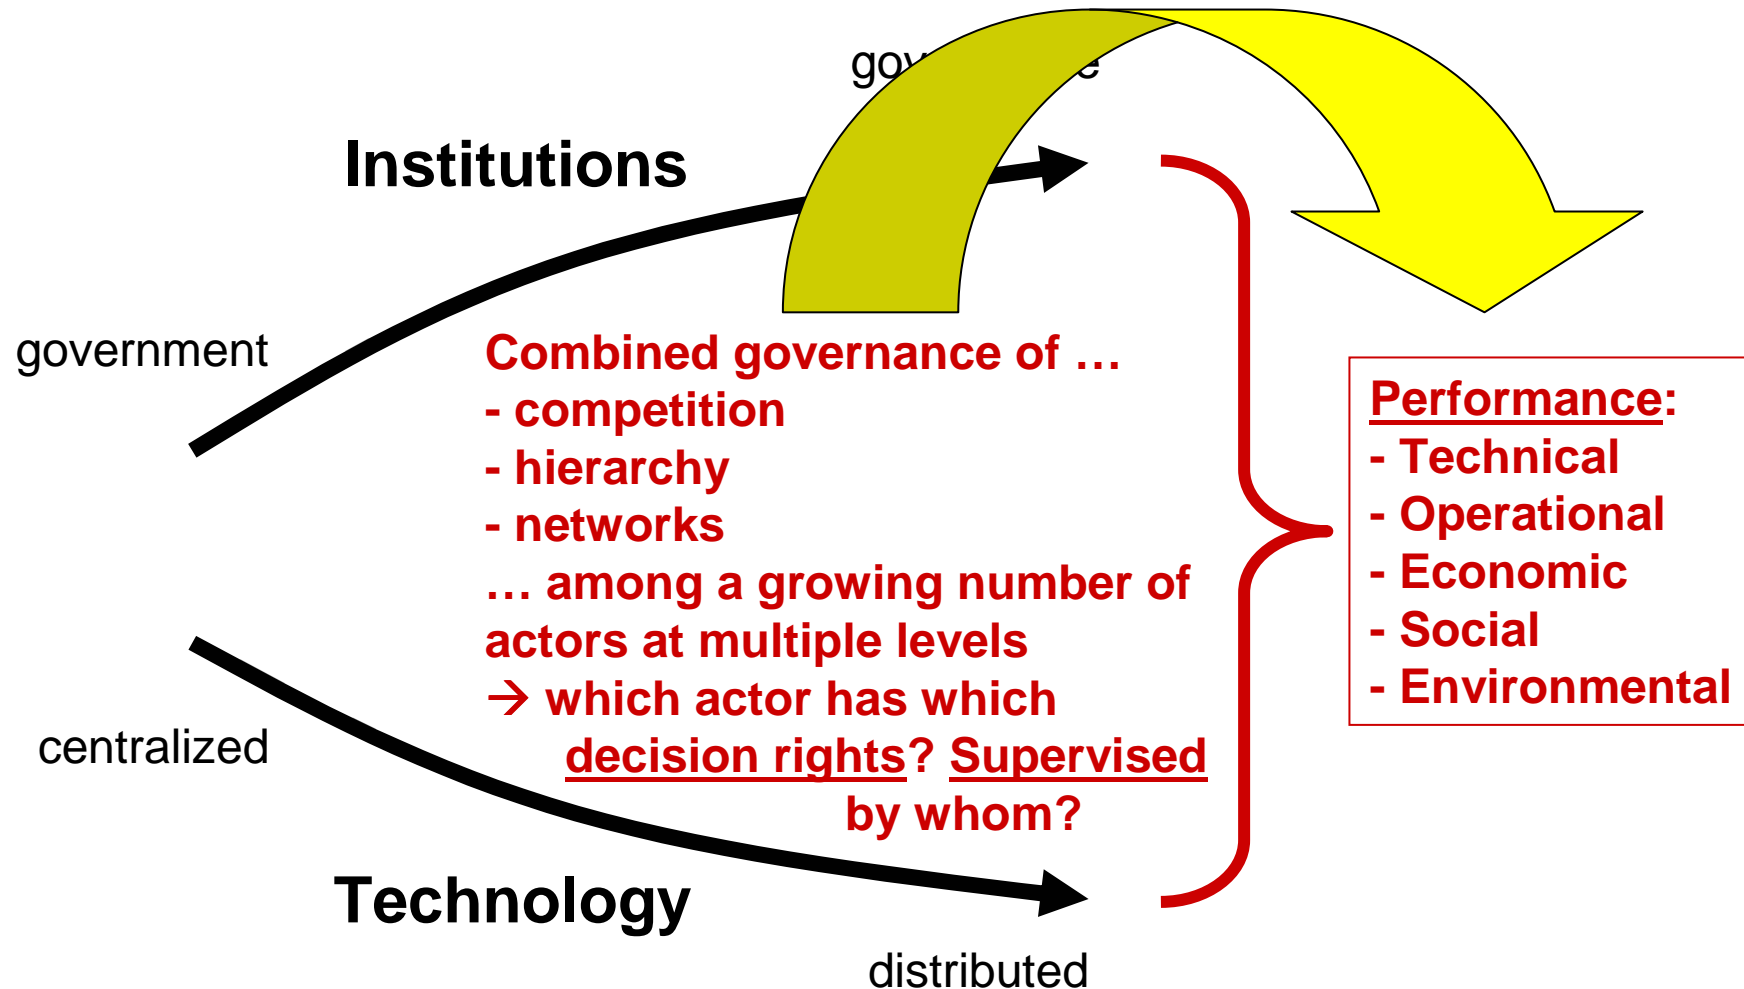 Institutions
government
Combined governance of …
- competition
- hierarchy
- networks
… among a growing number of
actors at multiple levels
→ which actor has which
decision rights? Supervised
by whom?
centralized
Technology
distributed
Performance:
- Technical
- Operational
- Economic
- Social
- Environmental